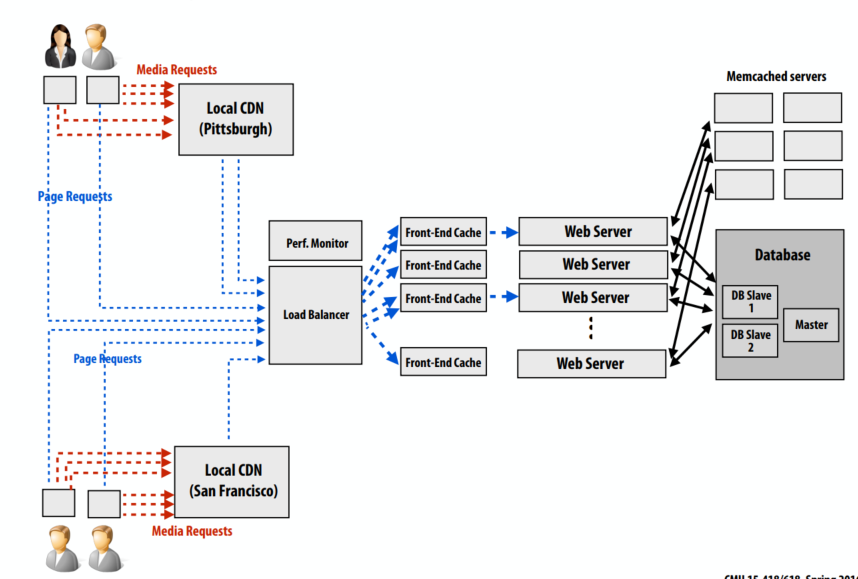 Media Requests
Memcached servers
Local CDN
(Pittsburgh)
Page Requests
Perf. Monitor
Load Balancer
Front-End Cache
Front-End Cache
Front-End Cache
Front-End Cache
Web Server
Web Server
Web Server
Web Server
Database
DB Slave
1
DB Slave
2
Master
Page Requests
Local CDN
(San Francisco)
Media Requests
CMU 15-418/618, Spring